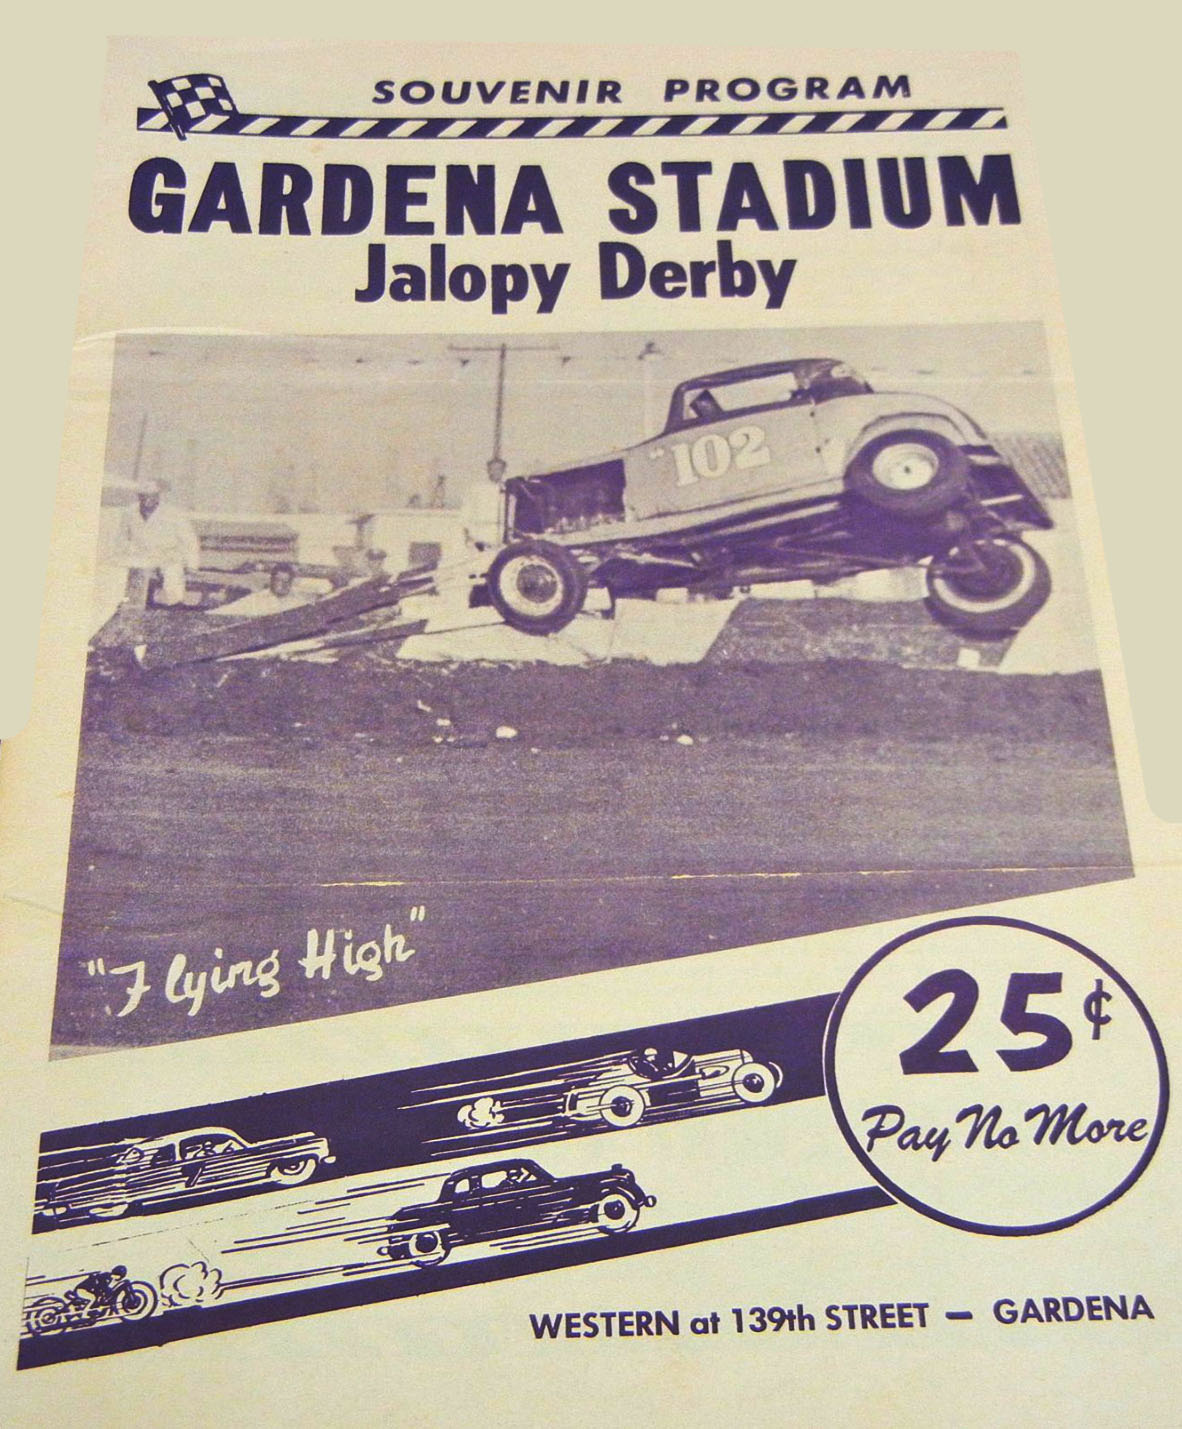 SOUVENIR PROGRAM
GARDENA STADIUM
Jalopy Derby
"102
"Flying High"
25¢
Pay No More
WESTERN at 139th STREET — GARDENA